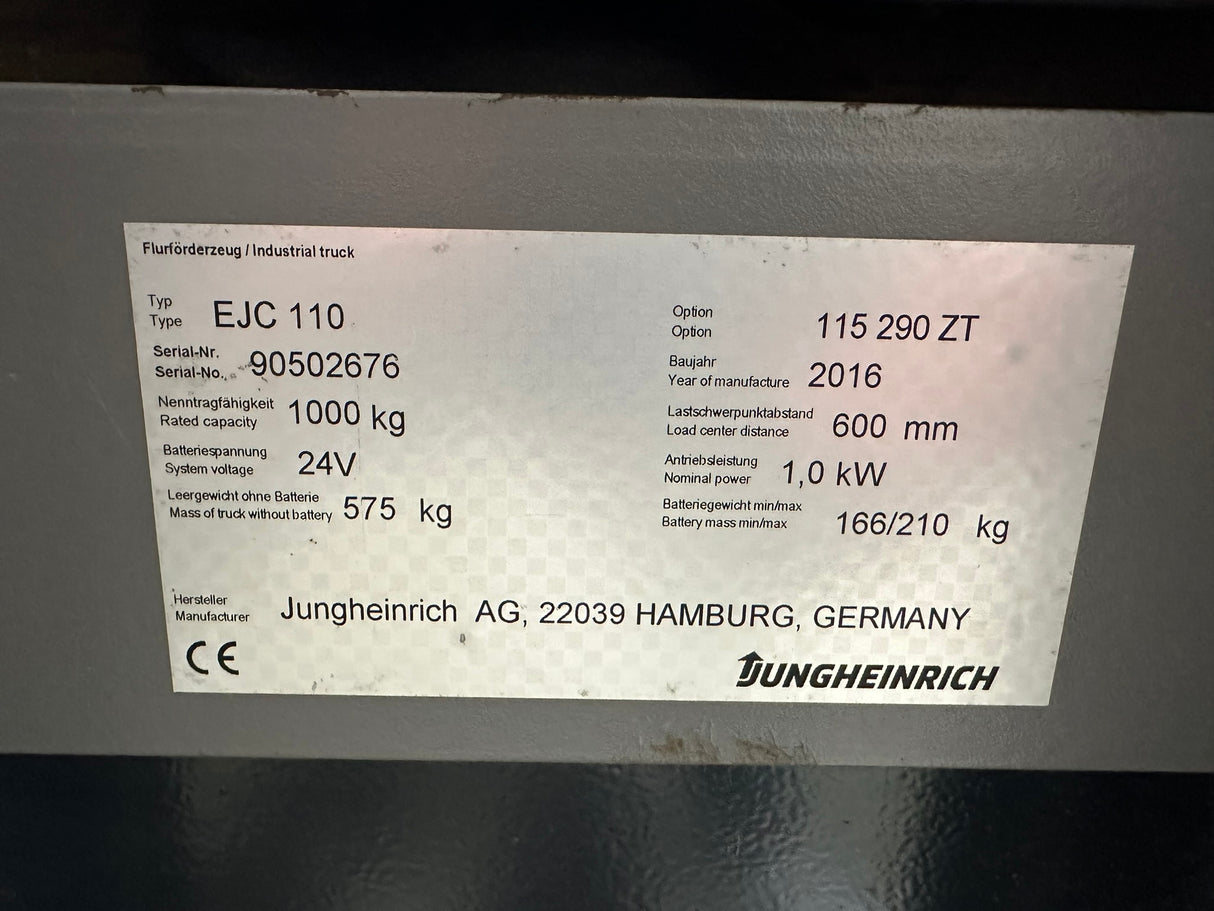 Flurförderzeug / Industrial truck
Typ
Type EJC 110
Option
Option 115 290 ZT
Serial-Nr.
Serial-No., 90502676
Baujahr
Year of manufacture 2016
Nenntragfähigkeit
Rated capacity 1000 kg
Lastschwerpunktabstand
Load center distance 600 mm
Batteriespannung
System voltage 24V
Antriebsleistung
Nominal power 1,0 kW
Leergewicht ohne Batterie
Mass of truck without battery 575 kg
Batteriegewicht min/max
Battery mass min/max 166/210 kg
Hersteller
Manufacturer Jungheinrich AG, 22039 HAMBURG, GERMANY
CE
JUNGHEINRICH